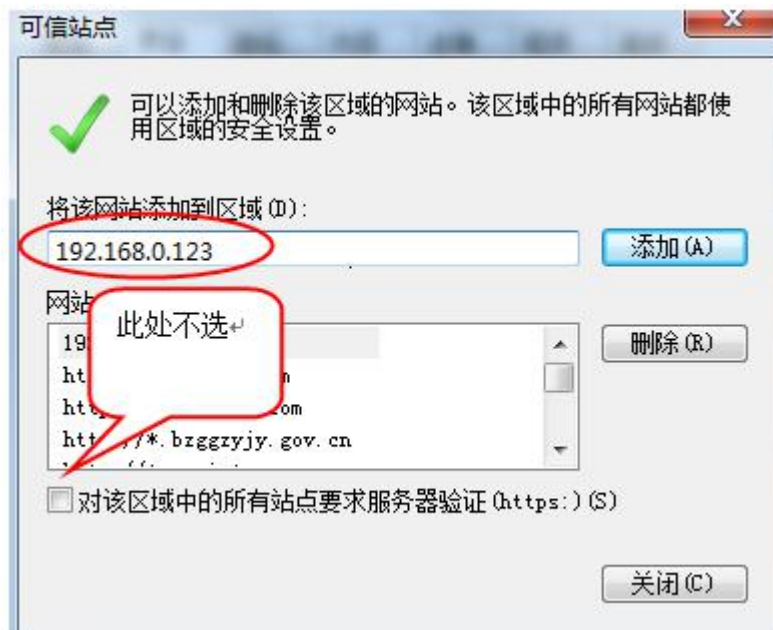 可信站点
可以添加和删除该区域的网站。该区域中的所有网站都使
用区域的安全设置。
将该网站添加到区域(D):
192.168.0.123
添加(A)
网站
此处不选
删除(R)
//*.bzggzyjy.gov.cn
对该区域中的所有站点要求服务器验证(https:)(S)
关闭(C)